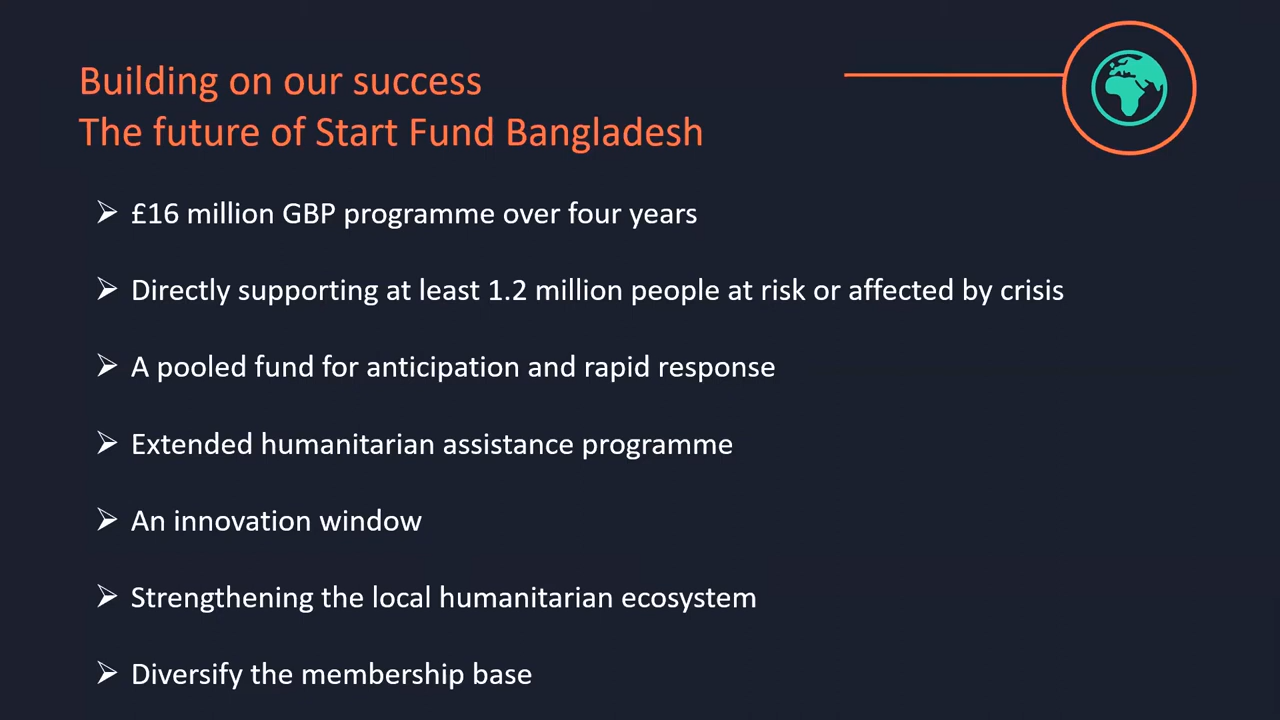 Building on our success
The future of Start Fund Bangladesh
➢ £16 million GBP programme over four years
➢ Directly supporting at least 1.2 million people at risk or affected by crisis
➢ A pooled fund for anticipation and rapid response
➢ Extended humanitarian assistance programme
➢ An innovation window
➢ Strengthening the local humanitarian ecosystem
➢ Diversify the membership base